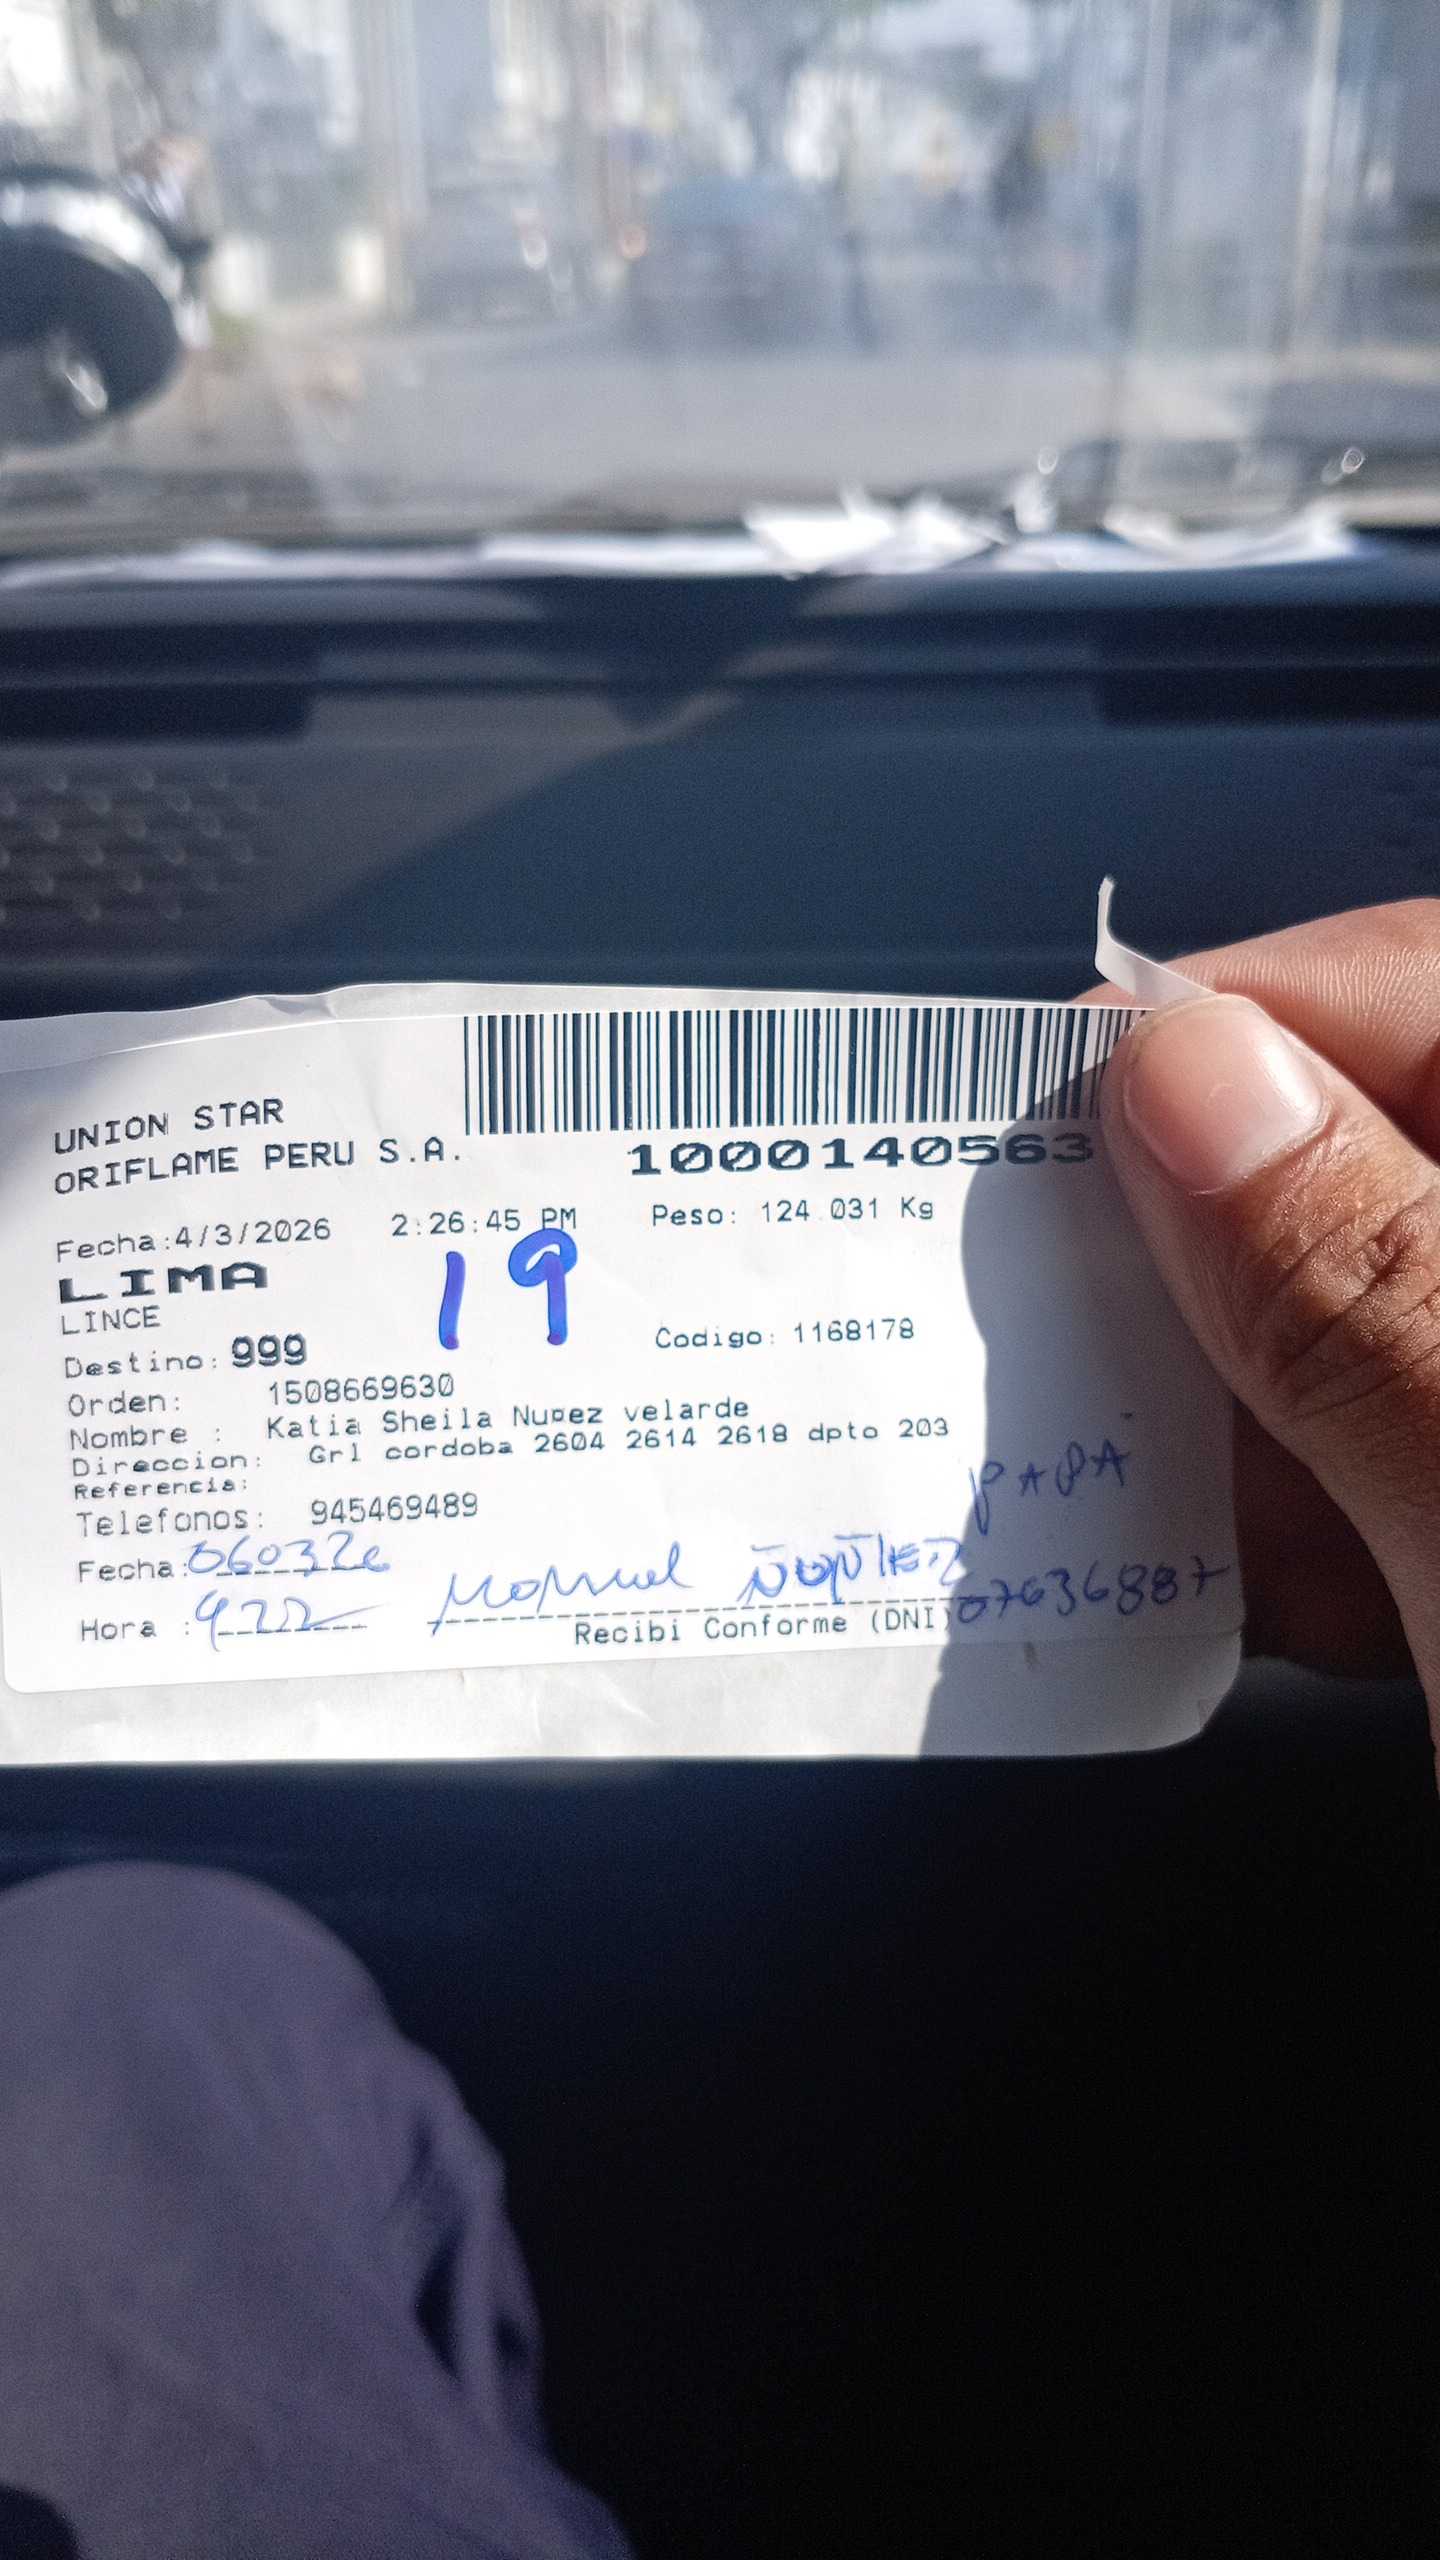 UNION STAR
ORIFLAME PERU S.A.
1000140563
Fecha:4/3/2026 2:26:45 PM Peso: 124.031 Kg
LIMA
19
LINCE
Destino: 999 Codigo: 1168178
Orden: 1508669630
Nombre : Katia Sheila Nuñez velarde
Direccion: Grl cordoba 2604 2614 2618 dpto 203
Referencia:
PAPA
Telefonos: 945469489
Fecha: 060326
Manuel
Hora : 922
Recibi Conforme (DNI) 07636887